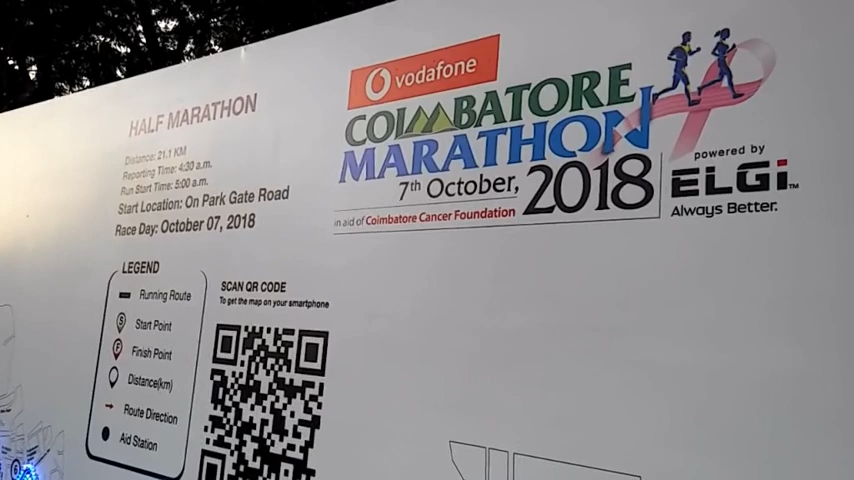 HALF MARATHON
Distance: 21.1 KM
Reporting Time: 4:30 a.m.
Run Start Time: 5:00 a.m.
Start Location: On Park Gate Road
Race Day: October 07, 2018
LEGEND
Running Route
S
Start Point
F
Finish Point
Distance(km)
Route Direction
Aid Station
SCAN QR CODE
To get the map on your smartphone
vodafone
COIMBATORE
MARATHON
7th October, 2018
in aid of Coimbatore Cancer Foundation
powered by
ELGi™
Always Better.